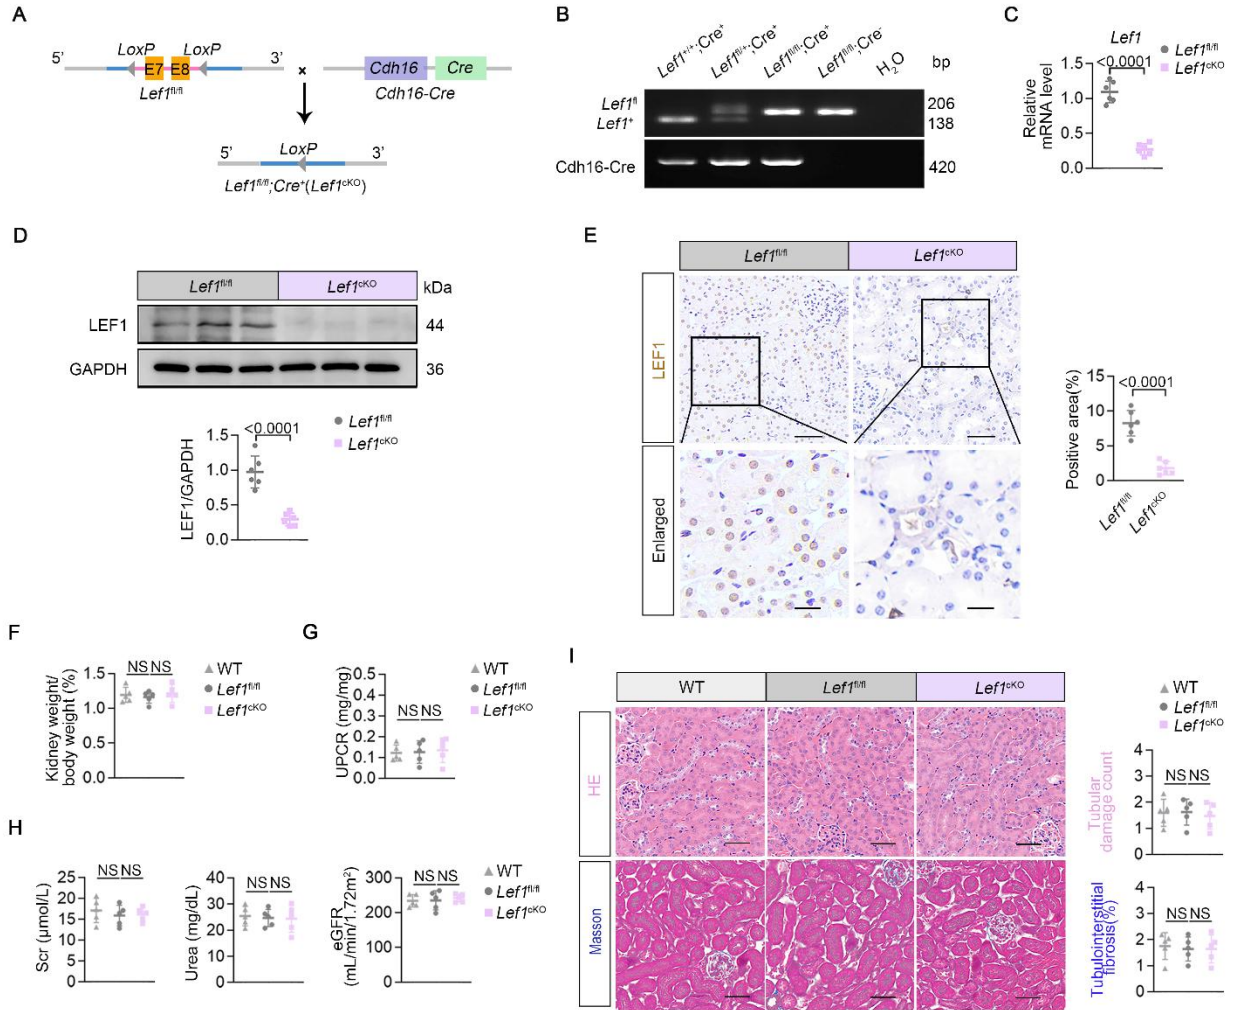 A
5’ LoxP LoxP 3’
E7 E8
Lef1fl/fl
×
Cdh16 Cre
Cdh16-Cre
5’ LoxP 3’
Lef1fl/fl;Cre+(Lef1cKO)
B
Lef1+/+;Cre+ Lef1fl/+;Cre+ Lef1fl/fl;Cre+ Lef1fl/fl;Cre- H2O bp
Lef1fl 206
Lef1+ 138
Cdh16-Cre 420
C
Lef1
Lef1fl/fl
Lef1cKO
<0.0001
Relative
mRNA level
1.5
1.0
0.5
0.0
D
Lef1fl/fl Lef1cKO kDa
LEF1 44
GAPDH 36
<0.0001
Lef1fl/fl
Lef1cKO
LEF1/GAPDH
1.5
1.0
0.5
0.0
E
Lef1fl/fl Lef1cKO
LEF1
Enlarged
<0.0001
Positive area(%)
15
10
5
0
Lef1fl/fl
Lef1cKO
F
Kidney weight/
body weight (%)
1.5
1.0
0.5
0.0
NS NS
WT
Lef1fl/fl
Lef1cKO
G
UPCR (mg/mg)
0.5
0.4
0.3
0.2
0.1
0.0
NS NS
WT
Lef1fl/fl
Lef1cKO
H
Scr (μmol/L)
25
20
15
10
5
0
NS NS
Urea (mg/dL)
40
30
20
10
0
NS NS
eGFR
(mL/min/1.72m²)
300
200
100
0
NS NS
WT
Lef1fl/fl
Lef1cKO
I
WT Lef1fl/fl Lef1cKO
HE
Masson
WT
Lef1fl/fl
Lef1cKO
Tubular
damage count
4
3
2
1
0
NS NS
Tubulointerstitial
fibrosis(%)
4
3
2
1
0
NS NS